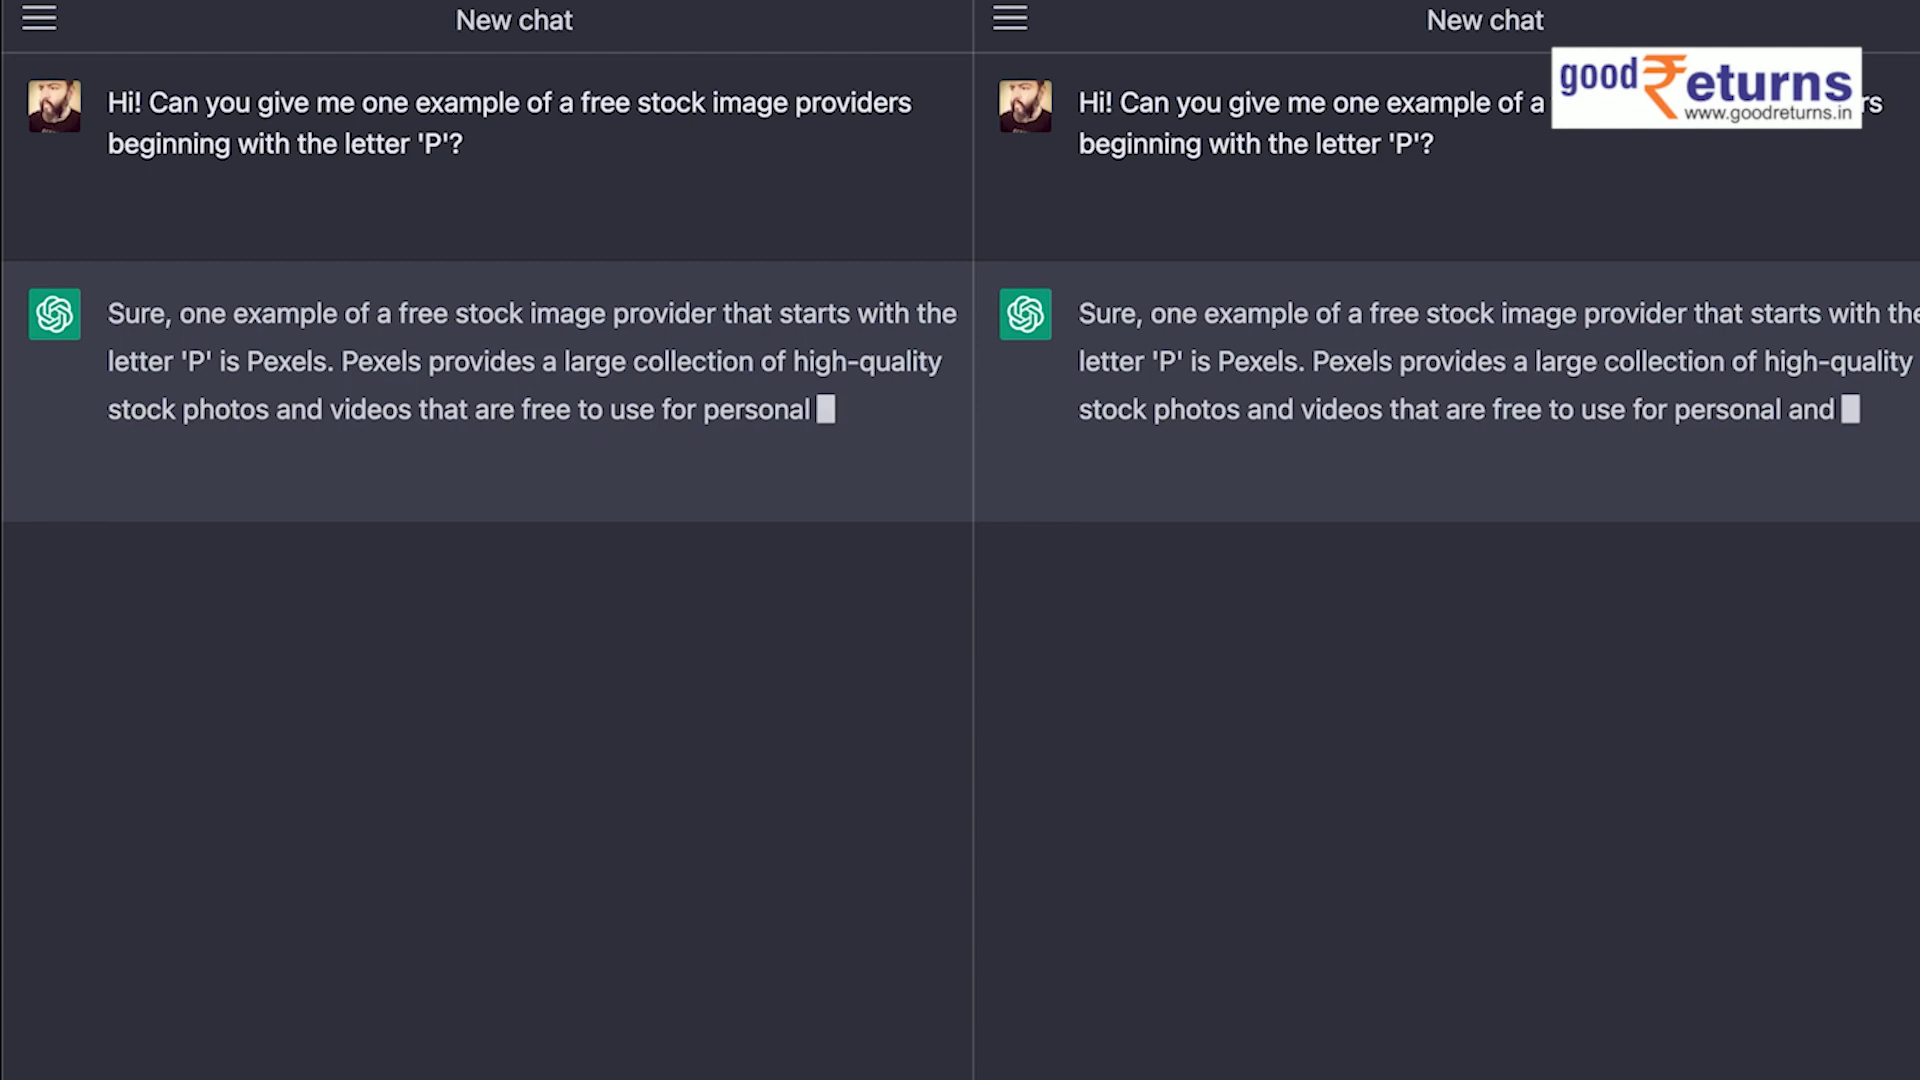 New chat
Hi! Can you give me one example of a free stock image providers
beginning with the letter 'P'?
Sure, one example of a free stock image provider that starts with the
letter 'P' is Pexels. Pexels provides a large collection of high-quality
stock photos and videos that are free to use for personal
New chat
good₹eturns
www.goodreturns.in
Hi! Can you give me one example of a
beginning with the letter 'P'?
Sure, one example of a free stock image provider that starts with the
letter 'P' is Pexels. Pexels provides a large collection of high-quality
stock photos and videos that are free to use for personal and